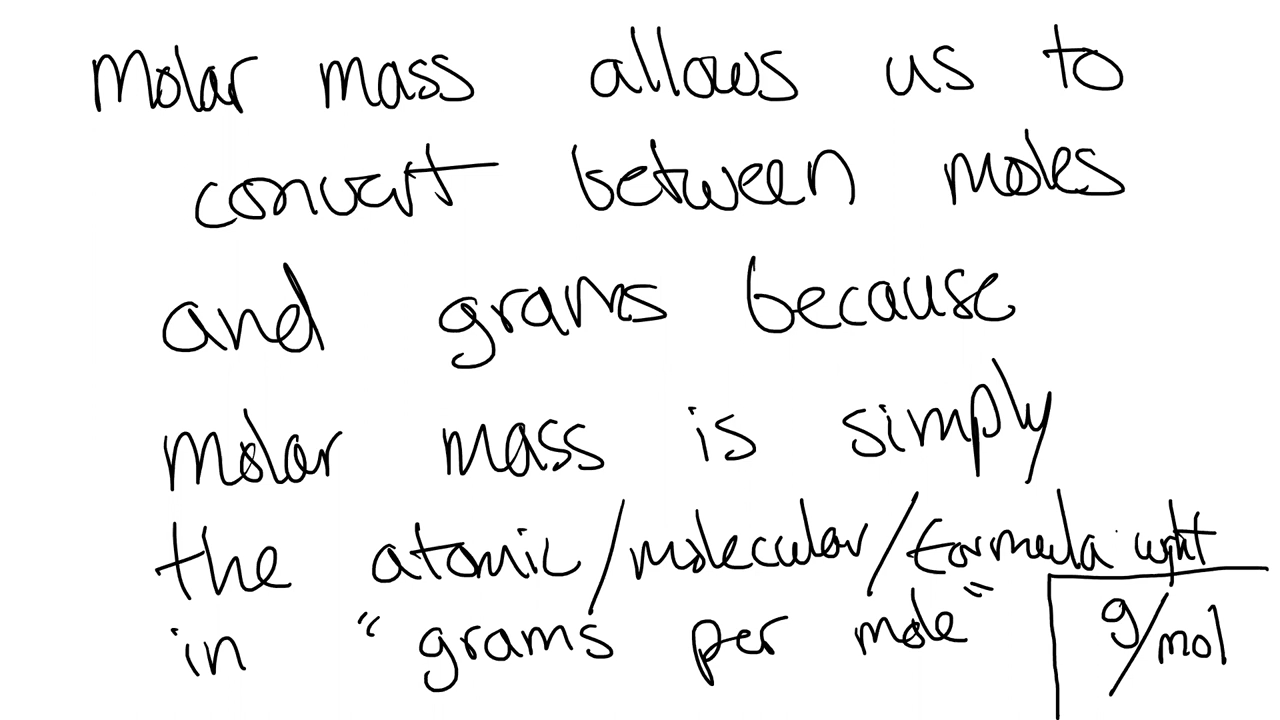 Molar mass allows us to
convert between moles
and grams because
molar mass is simply
the atomic/molecular/formula wght
in "grams per mole"
g/mol